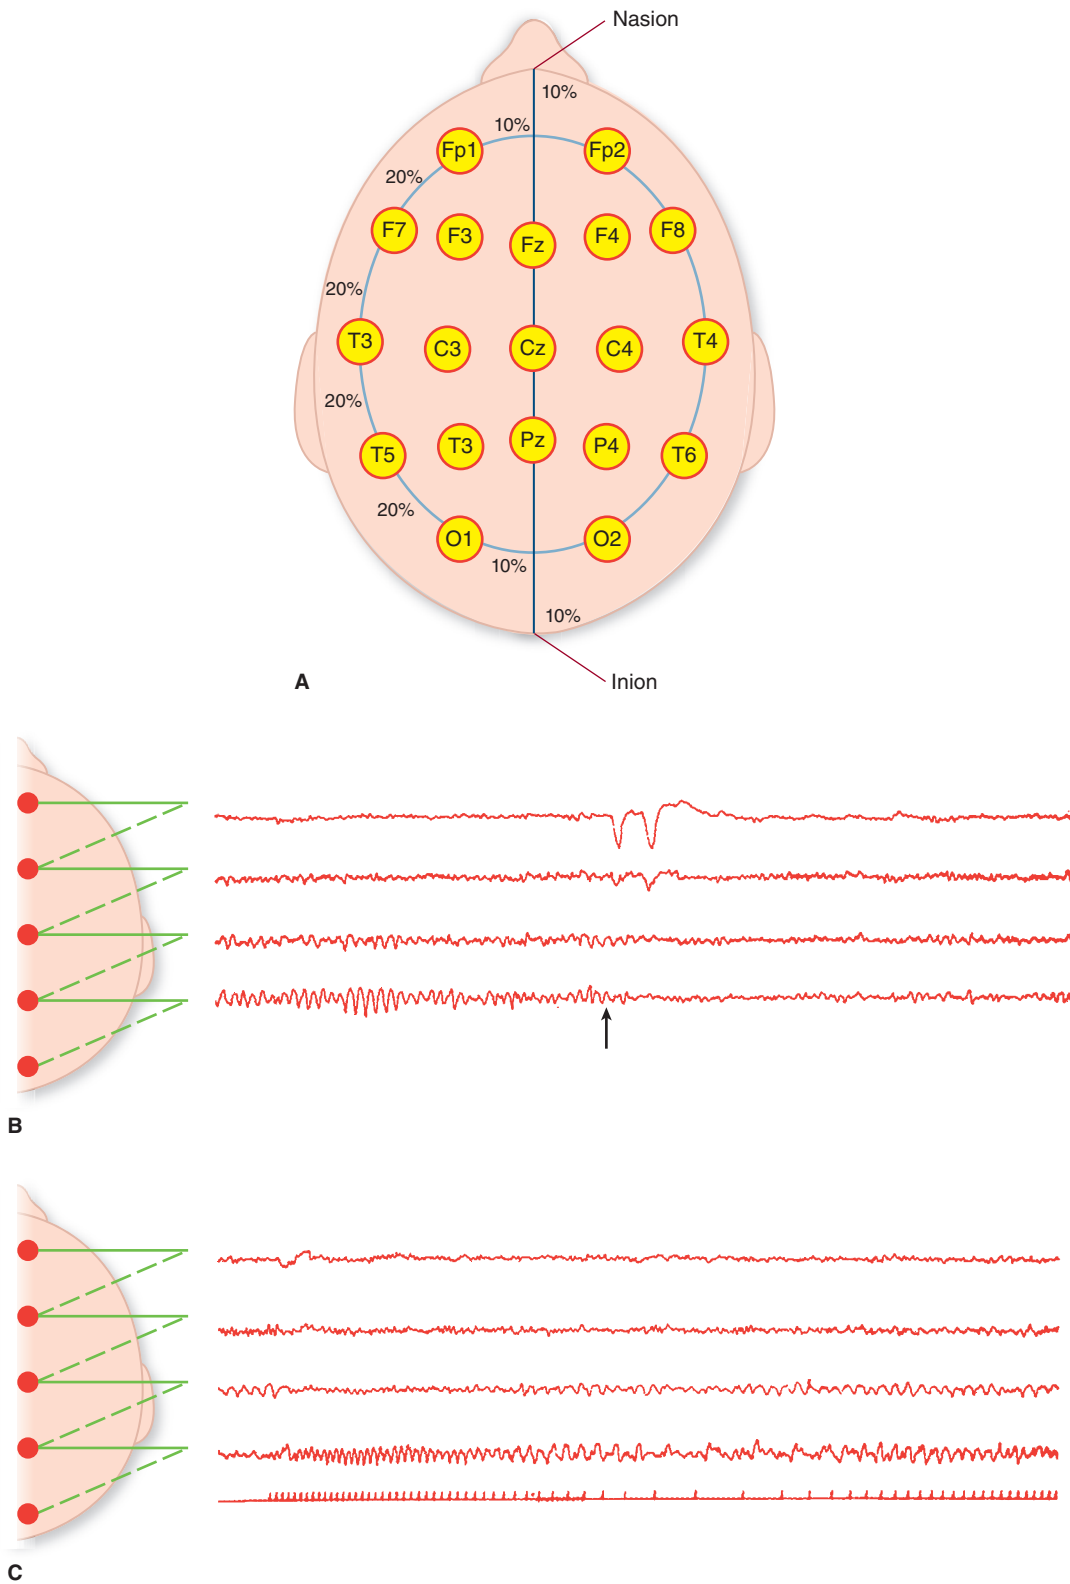 Nasion
10%
10%
Fp1 Fp2
20%
F7 F3 Fz F4 F8
20%
T3 C3 Cz C4 T4
20%
T5 T3 Pz P4 T6
20%
O1 O2
10%
10%
A
Inion
B
C